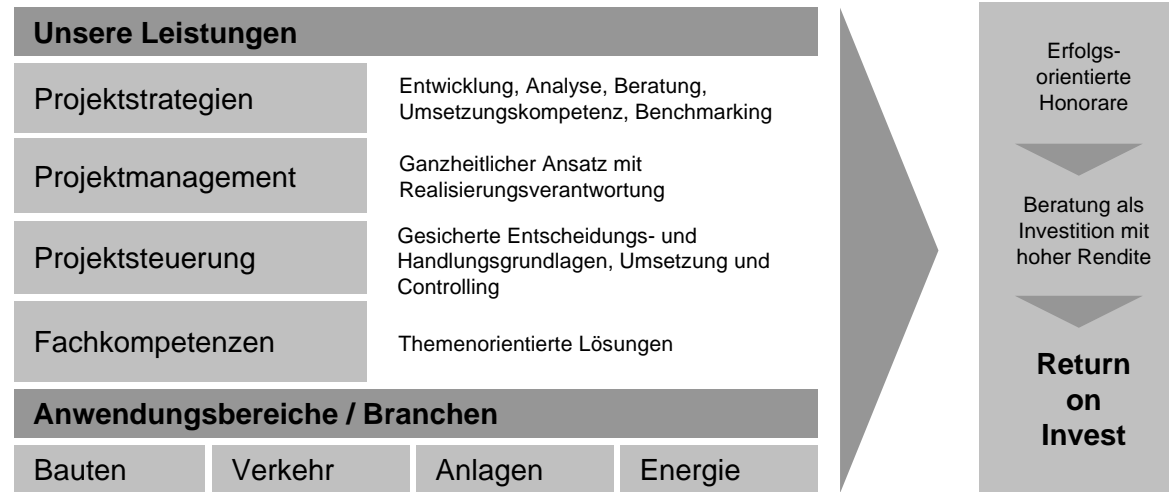 Unsere Leistungen
Projektstrategien
Entwicklung, Analyse, Beratung,
Umsetzungskompetenz, Benchmarking
Projektmanagement
Ganzheitlicher Ansatz mit
Realisierungsverantwortung
Projektsteuerung
Gesicherte Entscheidungs- und
Handlungsgrundlagen, Umsetzung und
Controlling
Fachkompetenzen
Themenorientierte Lösungen
Anwendungsbereiche / Branchen
Bauten
Verkehr
Anlagen
Energie
Erfolgs-
orientierte
Honorare
Beratung als
Investition mit
hoher Rendite
Return
on
Invest